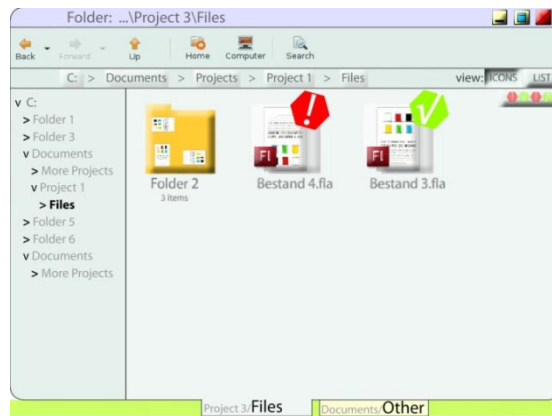 Folder: ...\Project 3\Files
Back Forward Up Home Computer Search
C: > Documents > Projects > Project 1 > Files view: ICONS LIST
v C:
> Folder 1
> Folder 3
v Documents
> More Projects
v Project 1
> Files
> Folder 5
> Folder 6
v Documents
> More Projects
Folder 2
3 Items
Fl
Bestand 4.fla
Fl
Bestand 3.fla
Project 3/Files Documents/Other